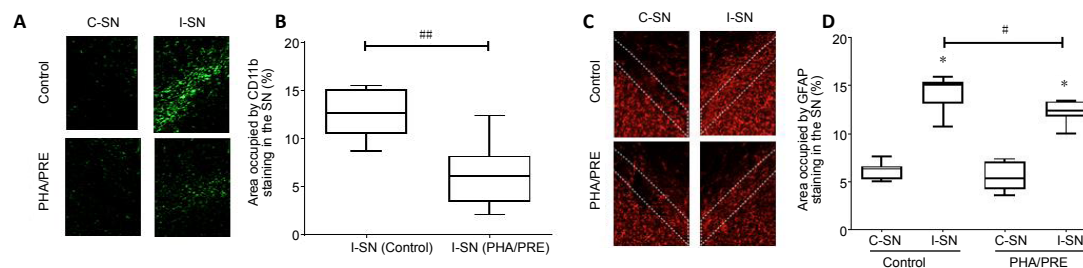 A
C-SN
I-SN
Control
PHA/PRE
B
##
Area occupied by CD11b
staining in the SN (%)
20
15
10
5
0
I-SN (Control)
I-SN (PHA/PRE)
C
C-SN
I-SN
Control
PHA/PRE
D
#
*
*
Area occupied by GFAP
staining in the SN (%)
20
15
10
5
0
C-SN
I-SN
C-SN
I-SN
Control
PHA/PRE